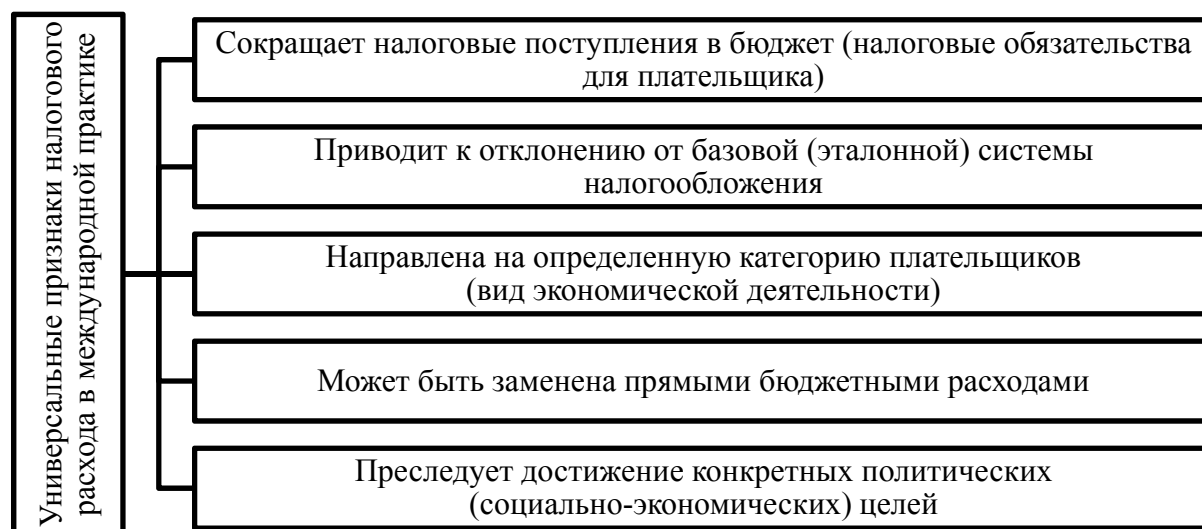 Универсальные признаки налогового
расхода в международной практике
Сокращает налоговые поступления в бюджет (налоговые обязательства
для плательщика)
Приводит к отклонению от базовой (эталонной) системы
налогообложения
Направлена на определенную категорию плательщиков
(вид экономической деятельности)
Может быть заменена прямыми бюджетными расходами
Преследует достижение конкретных политических
(социально-экономических) целей